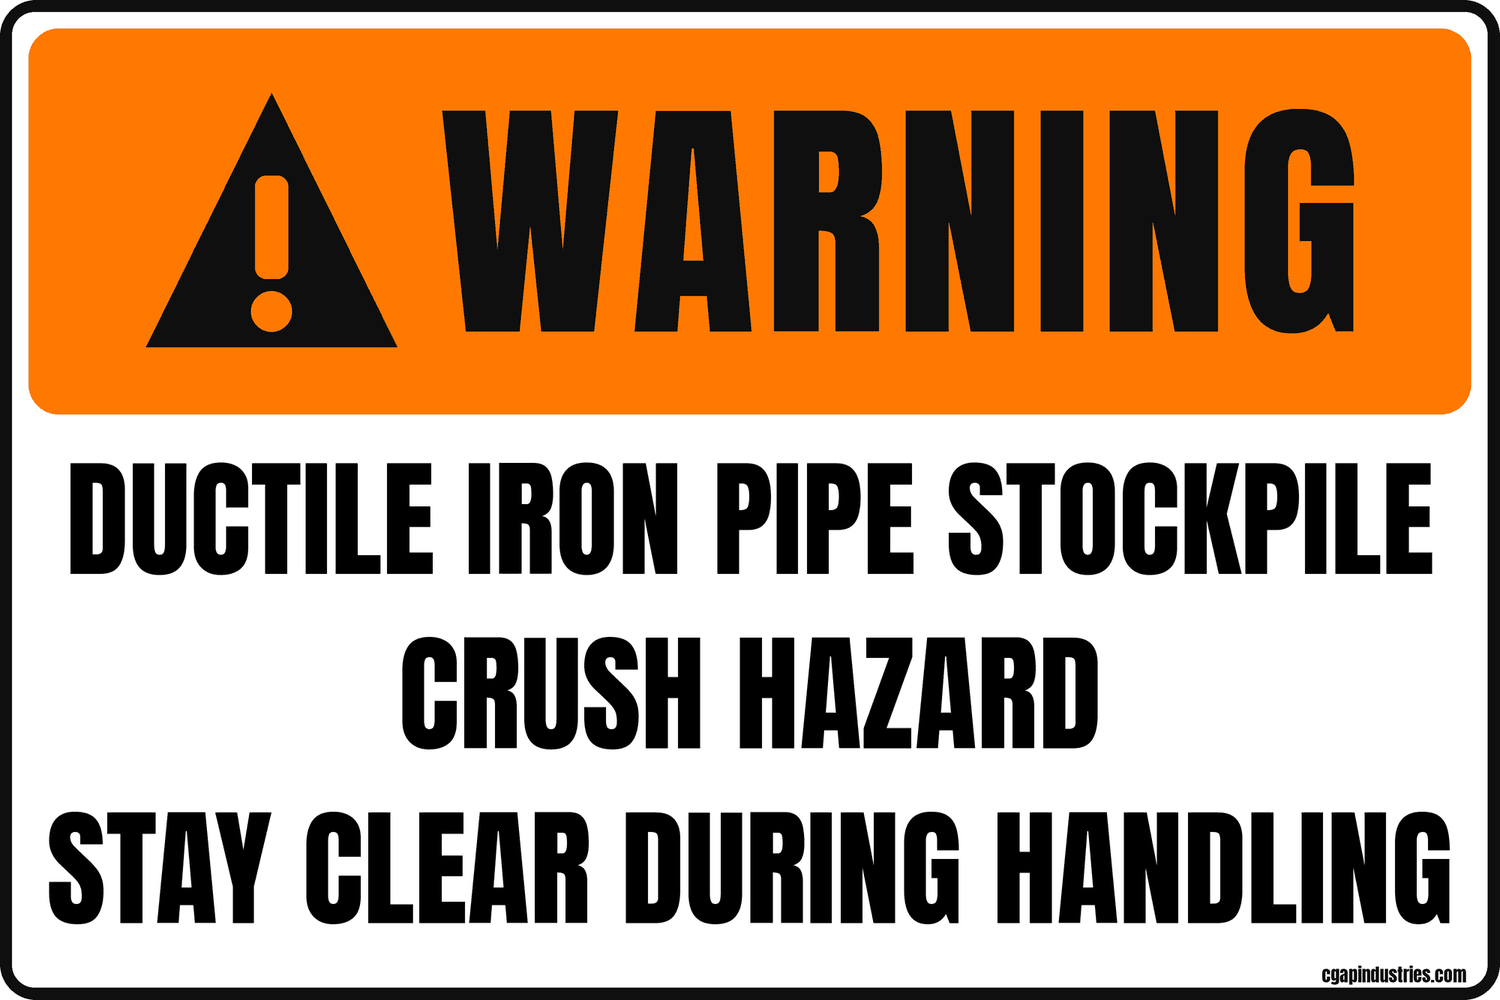 WARNING
DUCTILE IRON PIPE STOCKPILE
CRUSH HAZARD
STAY CLEAR DURING HANDLING
cgapindustries.com